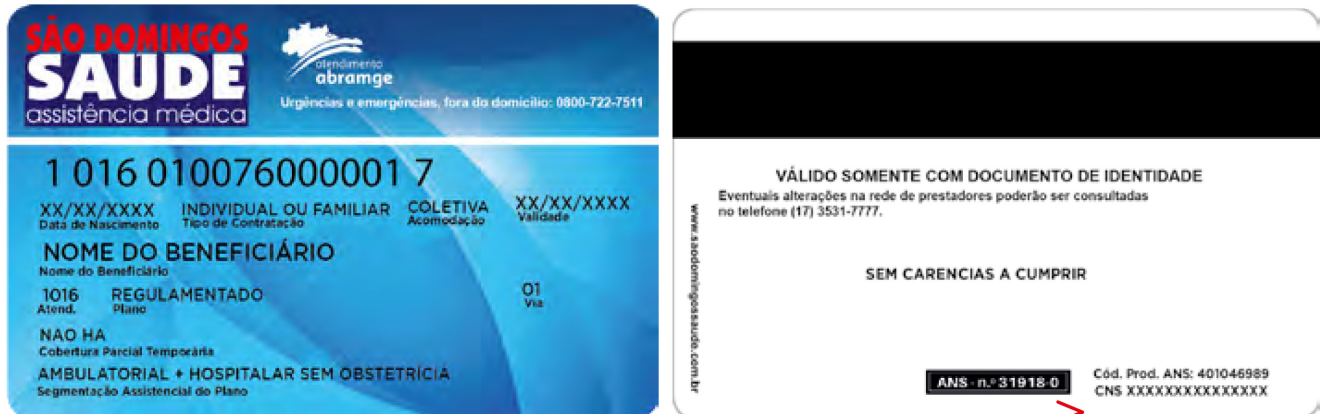 SÃO DOMINGOS
SAÚDE
assistência médica
atendimento
abramge
Urgências e emergências, fora do domicílio: 0800-722-7511
1 016 0100760000001 7
XX/XX/XXXX INDIVIDUAL OU FAMILIAR COLETIVA XX/XX/XXXX
Data de Nascimento Tipo de Contratação Acomodação Validade
NOME DO BENEFICIÁRIO
Nome do Beneficiário
1016 REGULAMENTADO 01
Atend. Plano Via
NAO HA
Cobertura Parcial Temporária
AMBULATORIAL + HOSPITALAR SEM OBSTETRÍCIA
Segmentação Assistencial do Plano
VÁLIDO SOMENTE COM DOCUMENTO DE IDENTIDADE
Eventuais alterações na rede de prestadores poderão ser consultadas
no telefone (17) 3531-7777.
www.saodomingossaude.com.br
SEM CARENCIAS A CUMPRIR
ANS - n.º 31918-0
Cód. Prod. ANS: 401046989
CNS XXXXXXXXXXXXXXX